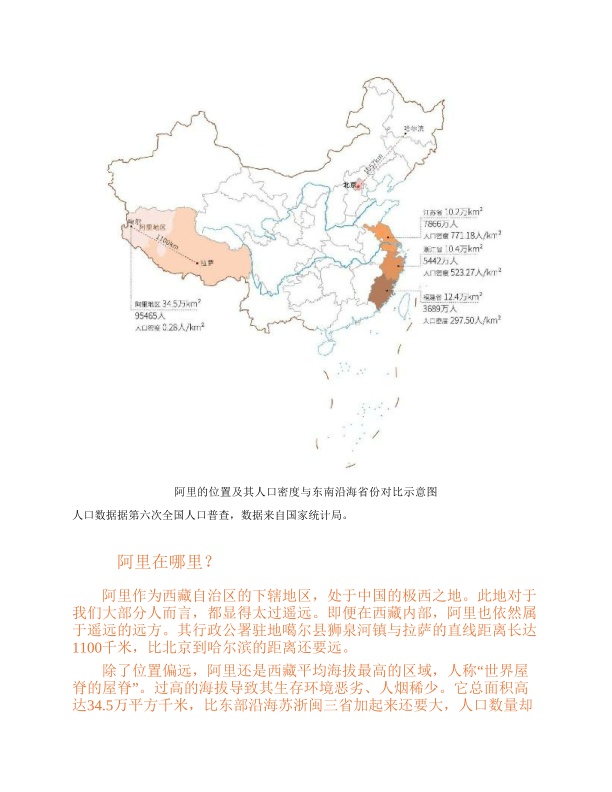 哈尔滨
北京
阿里地区
1100km
拉萨
江苏省 10.2万km²
7866万人
人口密度 771.18人/km²
浙江省 10.4万km²
5442万人
人口密度 523.27人/km²
福建省 12.4万km²
3689万人
人口密度 297.50人/km²
阿里地区 34.5万km²
95465人
人口密度 0.28人/km²
阿里的位置及其人口密度与东南沿海省份对比示意图
人口数据据第六次全国人口普查，数据来自国家统计局。
阿里在哪里？
阿里作为西藏自治区的下辖地区，处于中国的极西之地。此地对于
我们大部分人而言，都显得太过遥远。即便在西藏内部，阿里也依然属
于遥远的远方。其行政公署驻地噶尔县狮泉河镇与拉萨的直线距离长达
1100千米，比北京到哈尔滨的距离还要远。
除了位置偏远，阿里还是西藏平均海拔最高的区域，人称“世界屋
脊的屋脊”。过高的海拔导致其生存环境恶劣、人烟稀少。它总面积高
达34.5万平方千米，比东部沿海苏浙闽三省加起来还要大，人口数量却